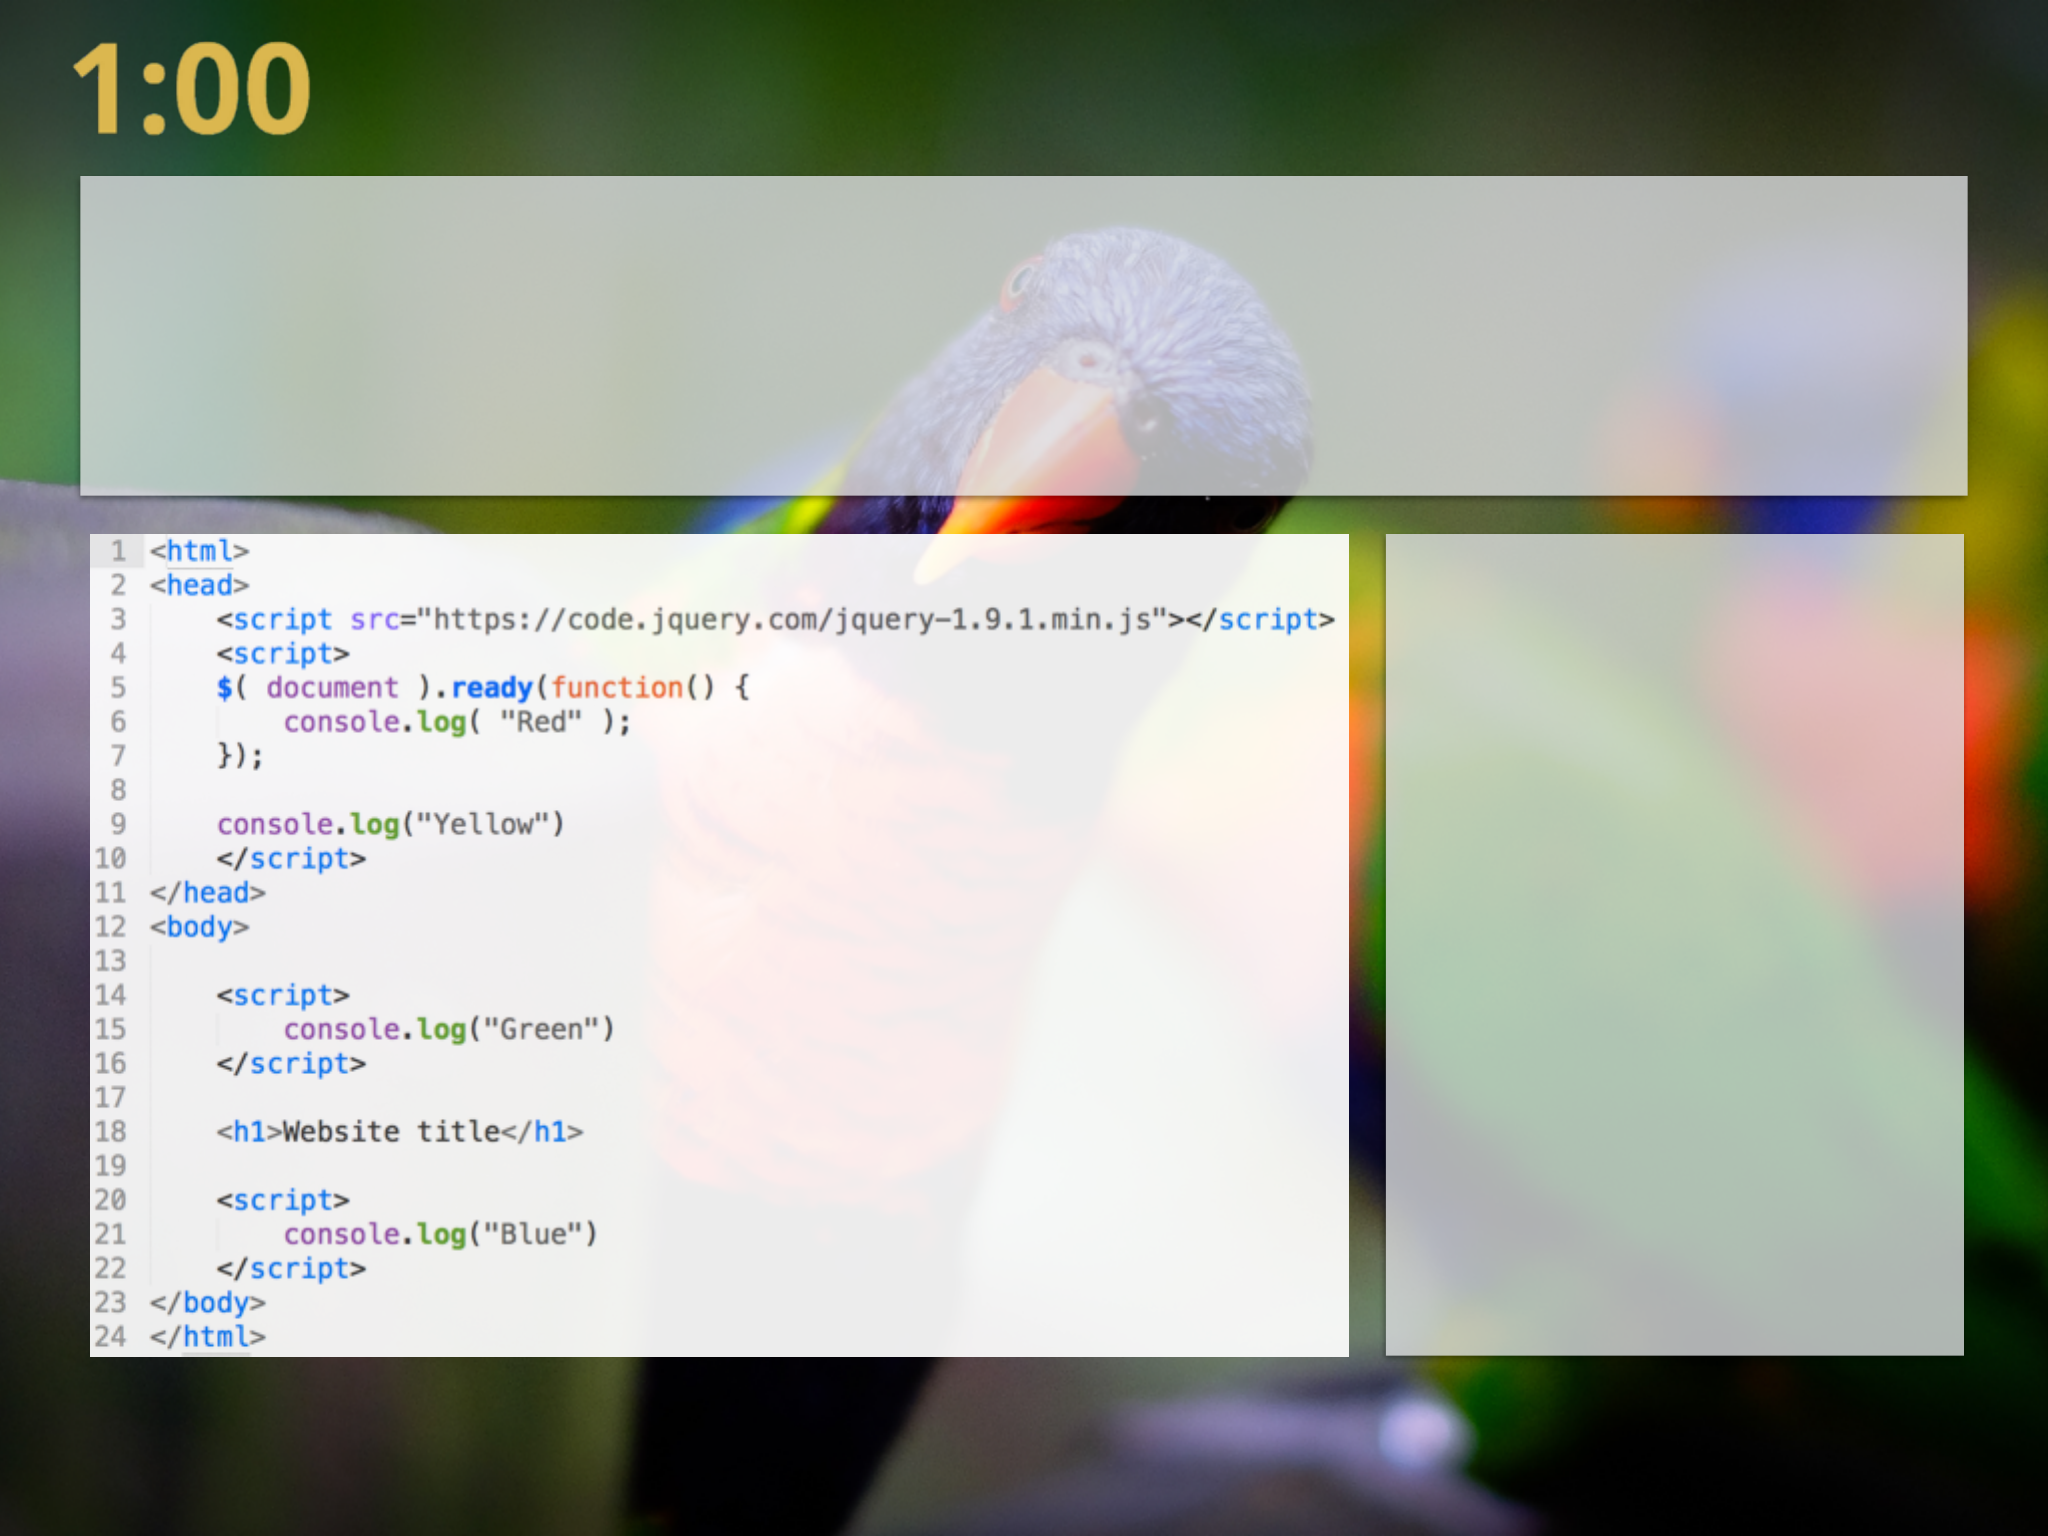 1:00
1 <html>
2 <head>
3     <script src="https://code.jquery.com/jquery-1.9.1.min.js"></script>
4     <script>
5     $( document ).ready(function() {
6         console.log( "Red" );
7     });
8
9     console.log("Yellow")
10     </script>
11 </head>
12 <body>
13
14     <script>
15         console.log("Green")
16     </script>
17
18     <h1>Website title</h1>
19
20     <script>
21         console.log("Blue")
22     </script>
23 </body>
24 </html>